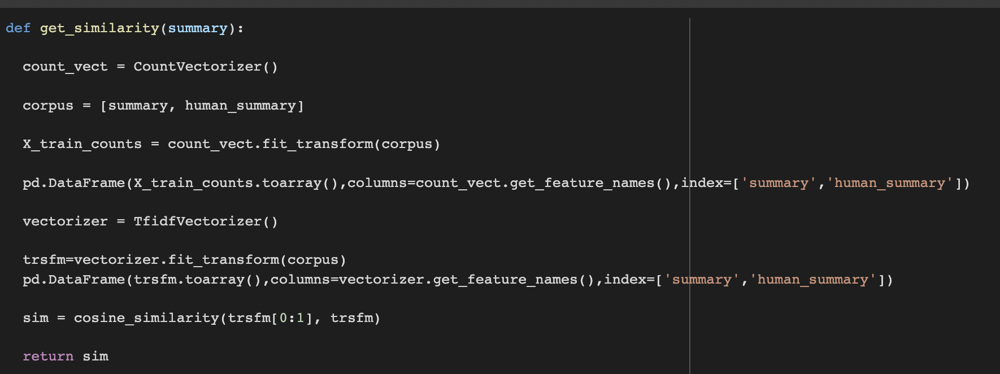 def get_similarity(summary):
count_vect = CountVectorizer()
corpus = [summary, human_summary]
X_train_counts = count_vect.fit_transform(corpus)
pd.DataFrame(X_train_counts.toarray(),columns=count_vect.get_feature_names(),index=['summary','human_summary'])
vectorizer = TfidfVectorizer()
trsfm=vectorizer.fit_transform(corpus)
pd.DataFrame(trsfm.toarray(),columns=vectorizer.get_feature_names(),index=['summary','human_summary'])
sim = cosine_similarity(trsfm[0:1], trsfm)
return sim